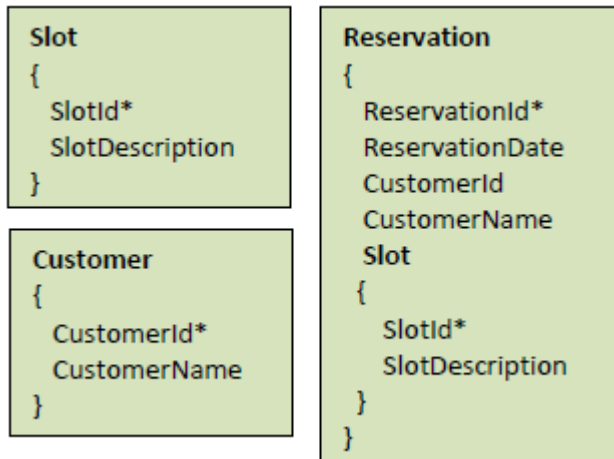 Slot
{
SlotId*
SlotDescription
}
Customer
{
CustomerId*
CustomerName
}
Reservation
{
ReservationId*
ReservationDate
CustomerId
CustomerName
Slot
{
SlotId*
SlotDescription
}
}